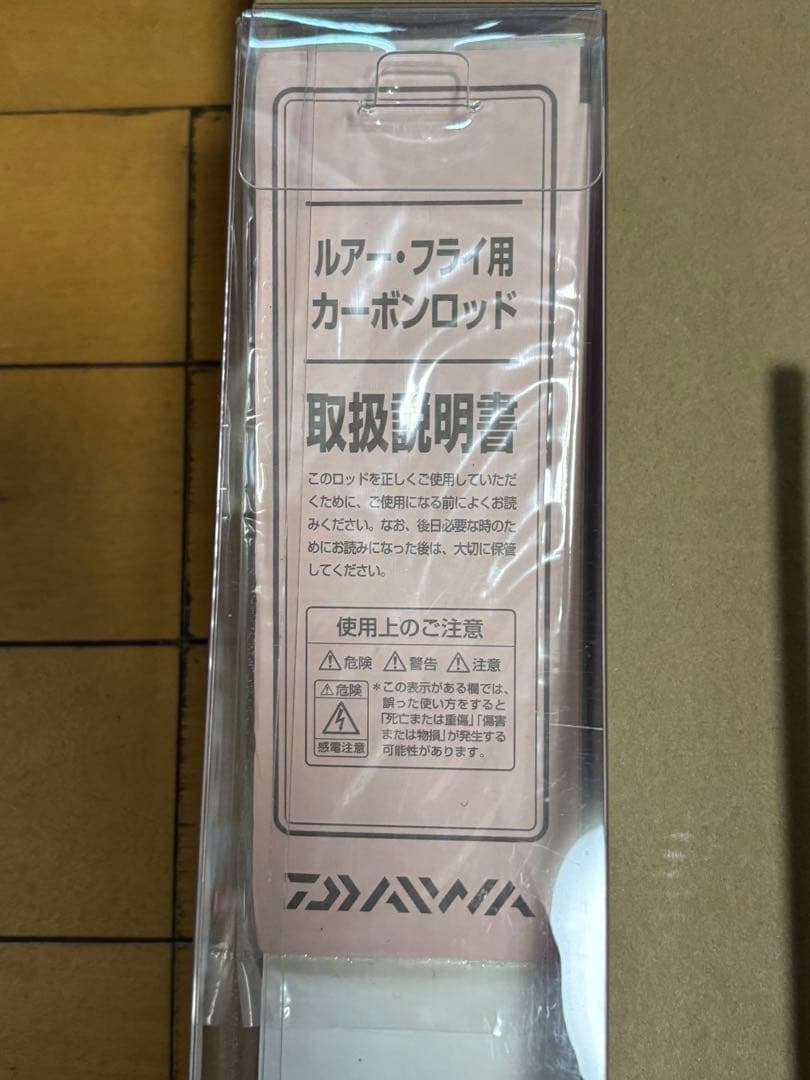 ルアー・フライ用
カーボンロッド
取扱説明書
このロッドを正しくご使用していただ
くために、ご使用になる前によくお読
みください。なお、後日必要な時のた
めにお読みになった後は、大切に保管
してください。
使用上のご注意
⚠危険 ⚠警告 ⚠注意
⚠危険
感電注意
*この表示がある欄では、
誤った使い方をすると
「死亡または重傷」「傷害
または物損」が発生する
可能性があります。
DAIWA